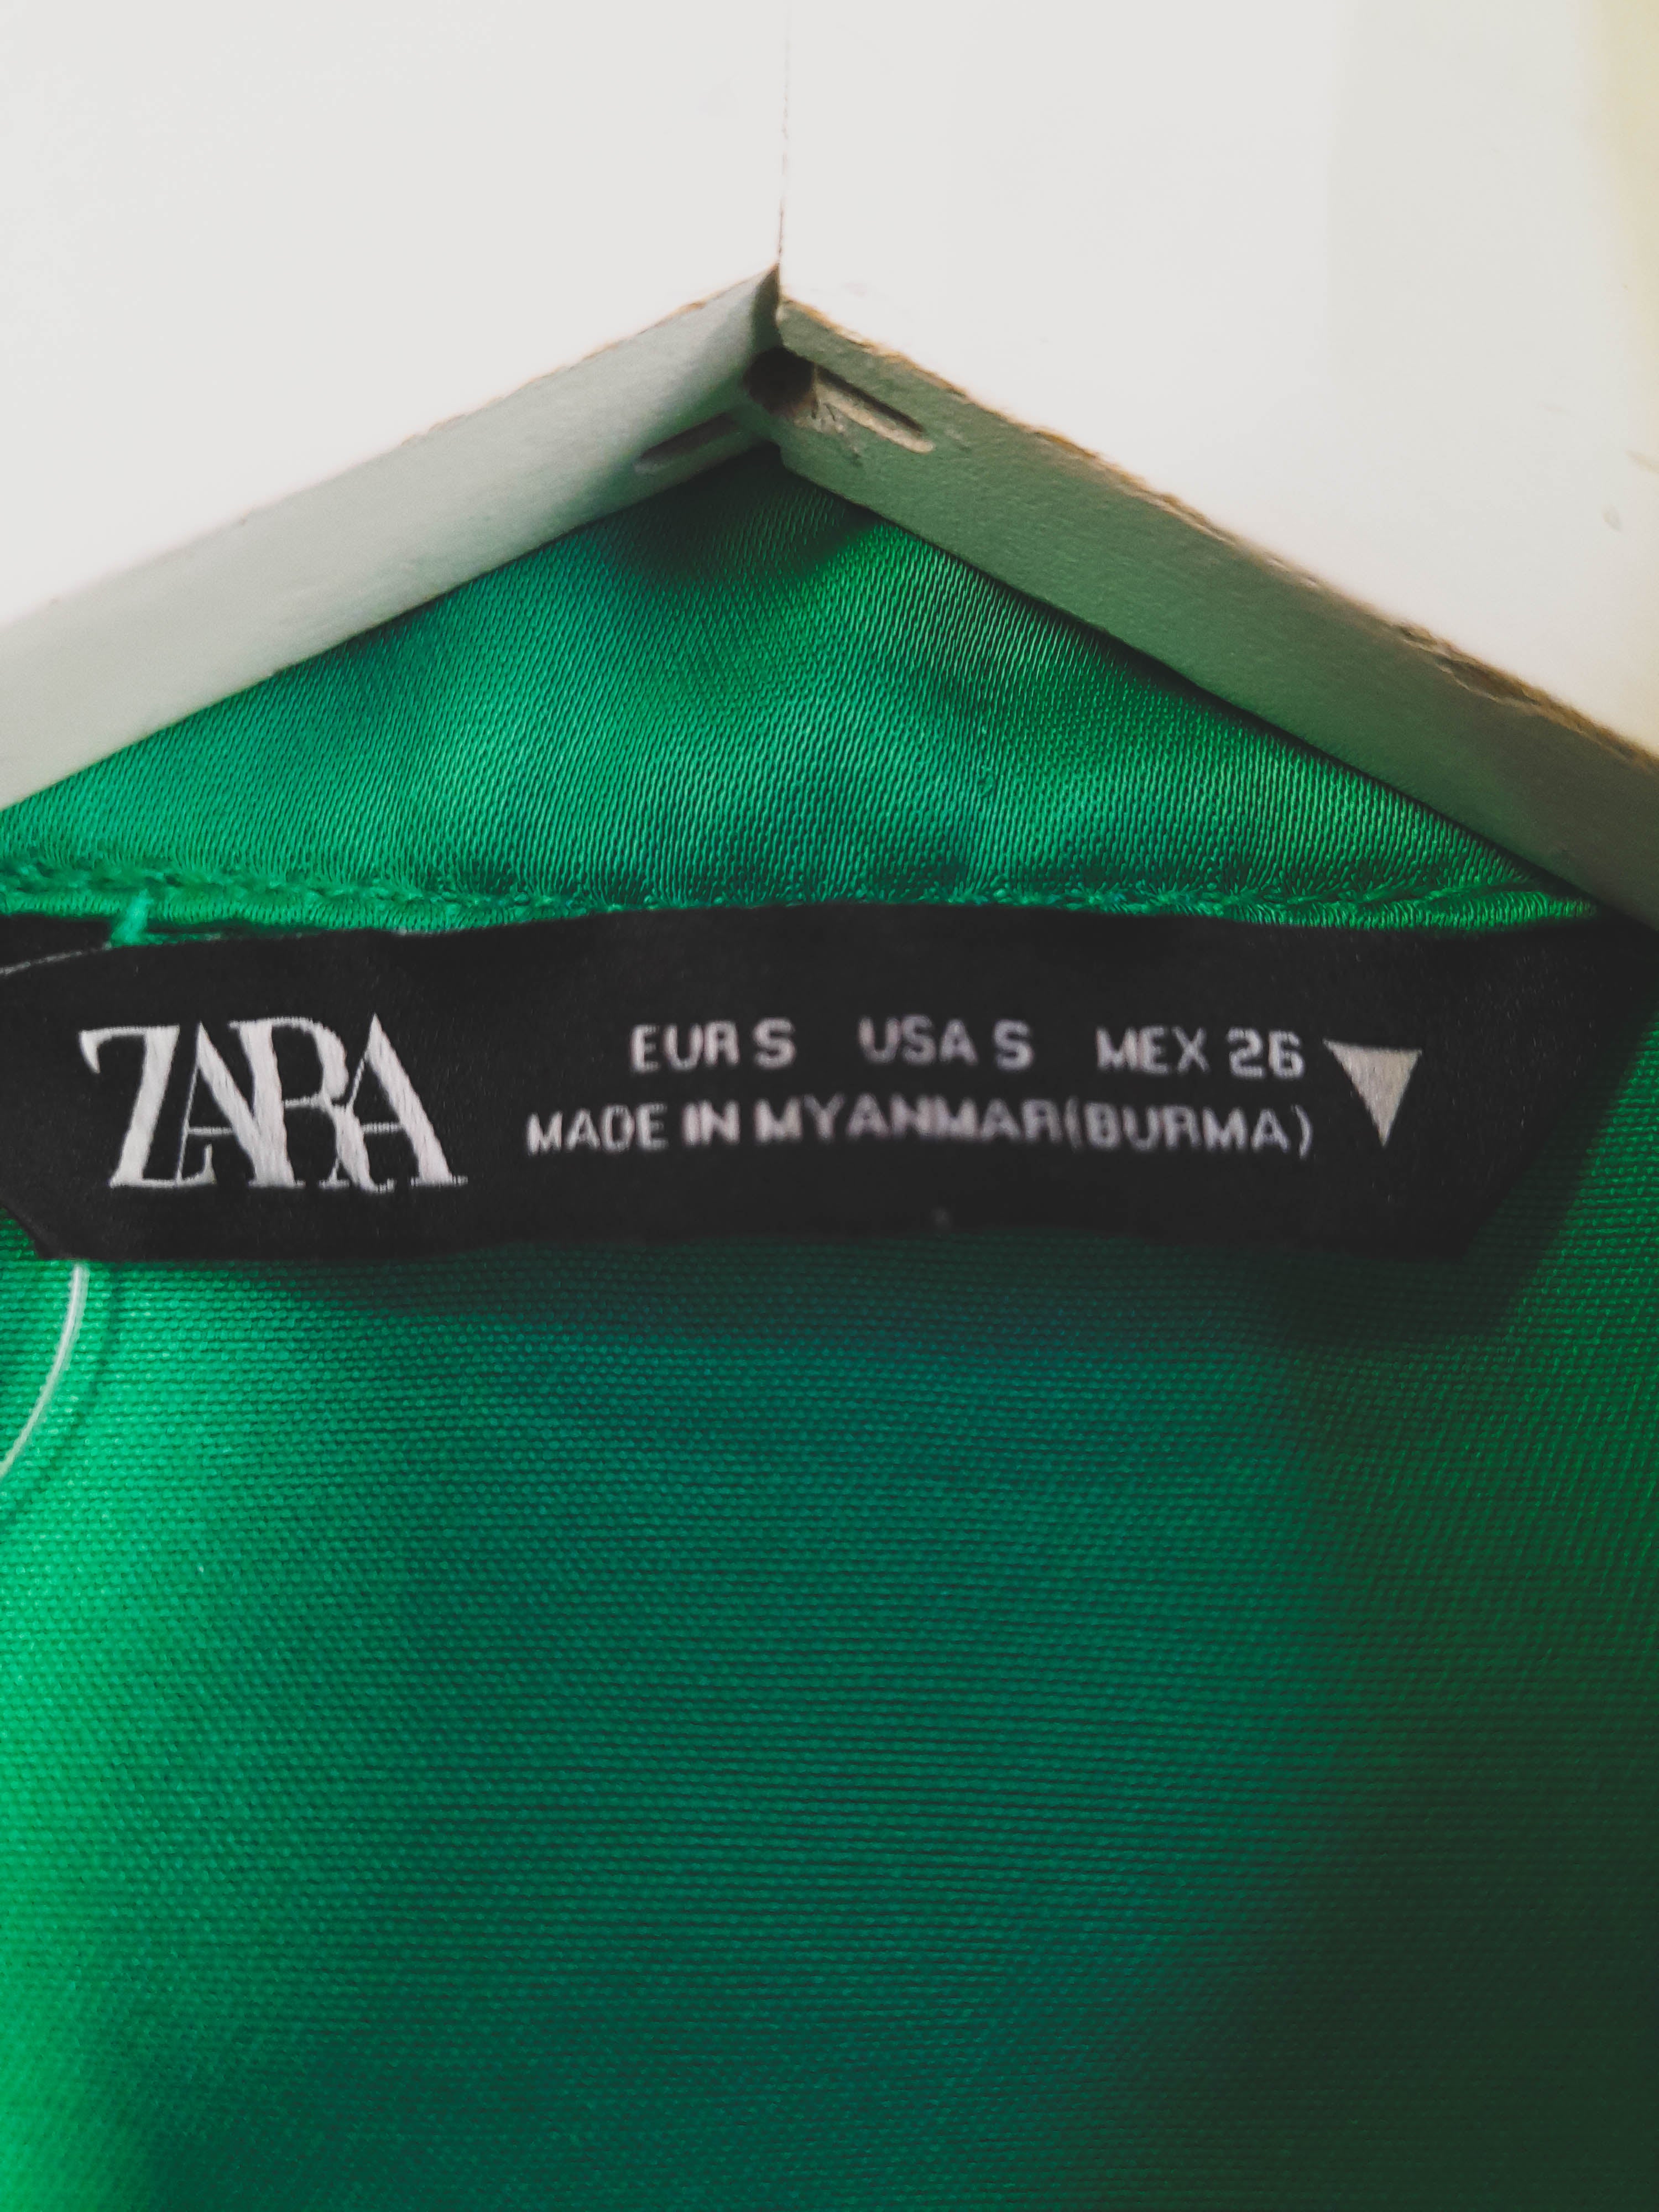 ZARA
EUR S USA S MEX 26
MADE IN MYANMAR(BURMA)